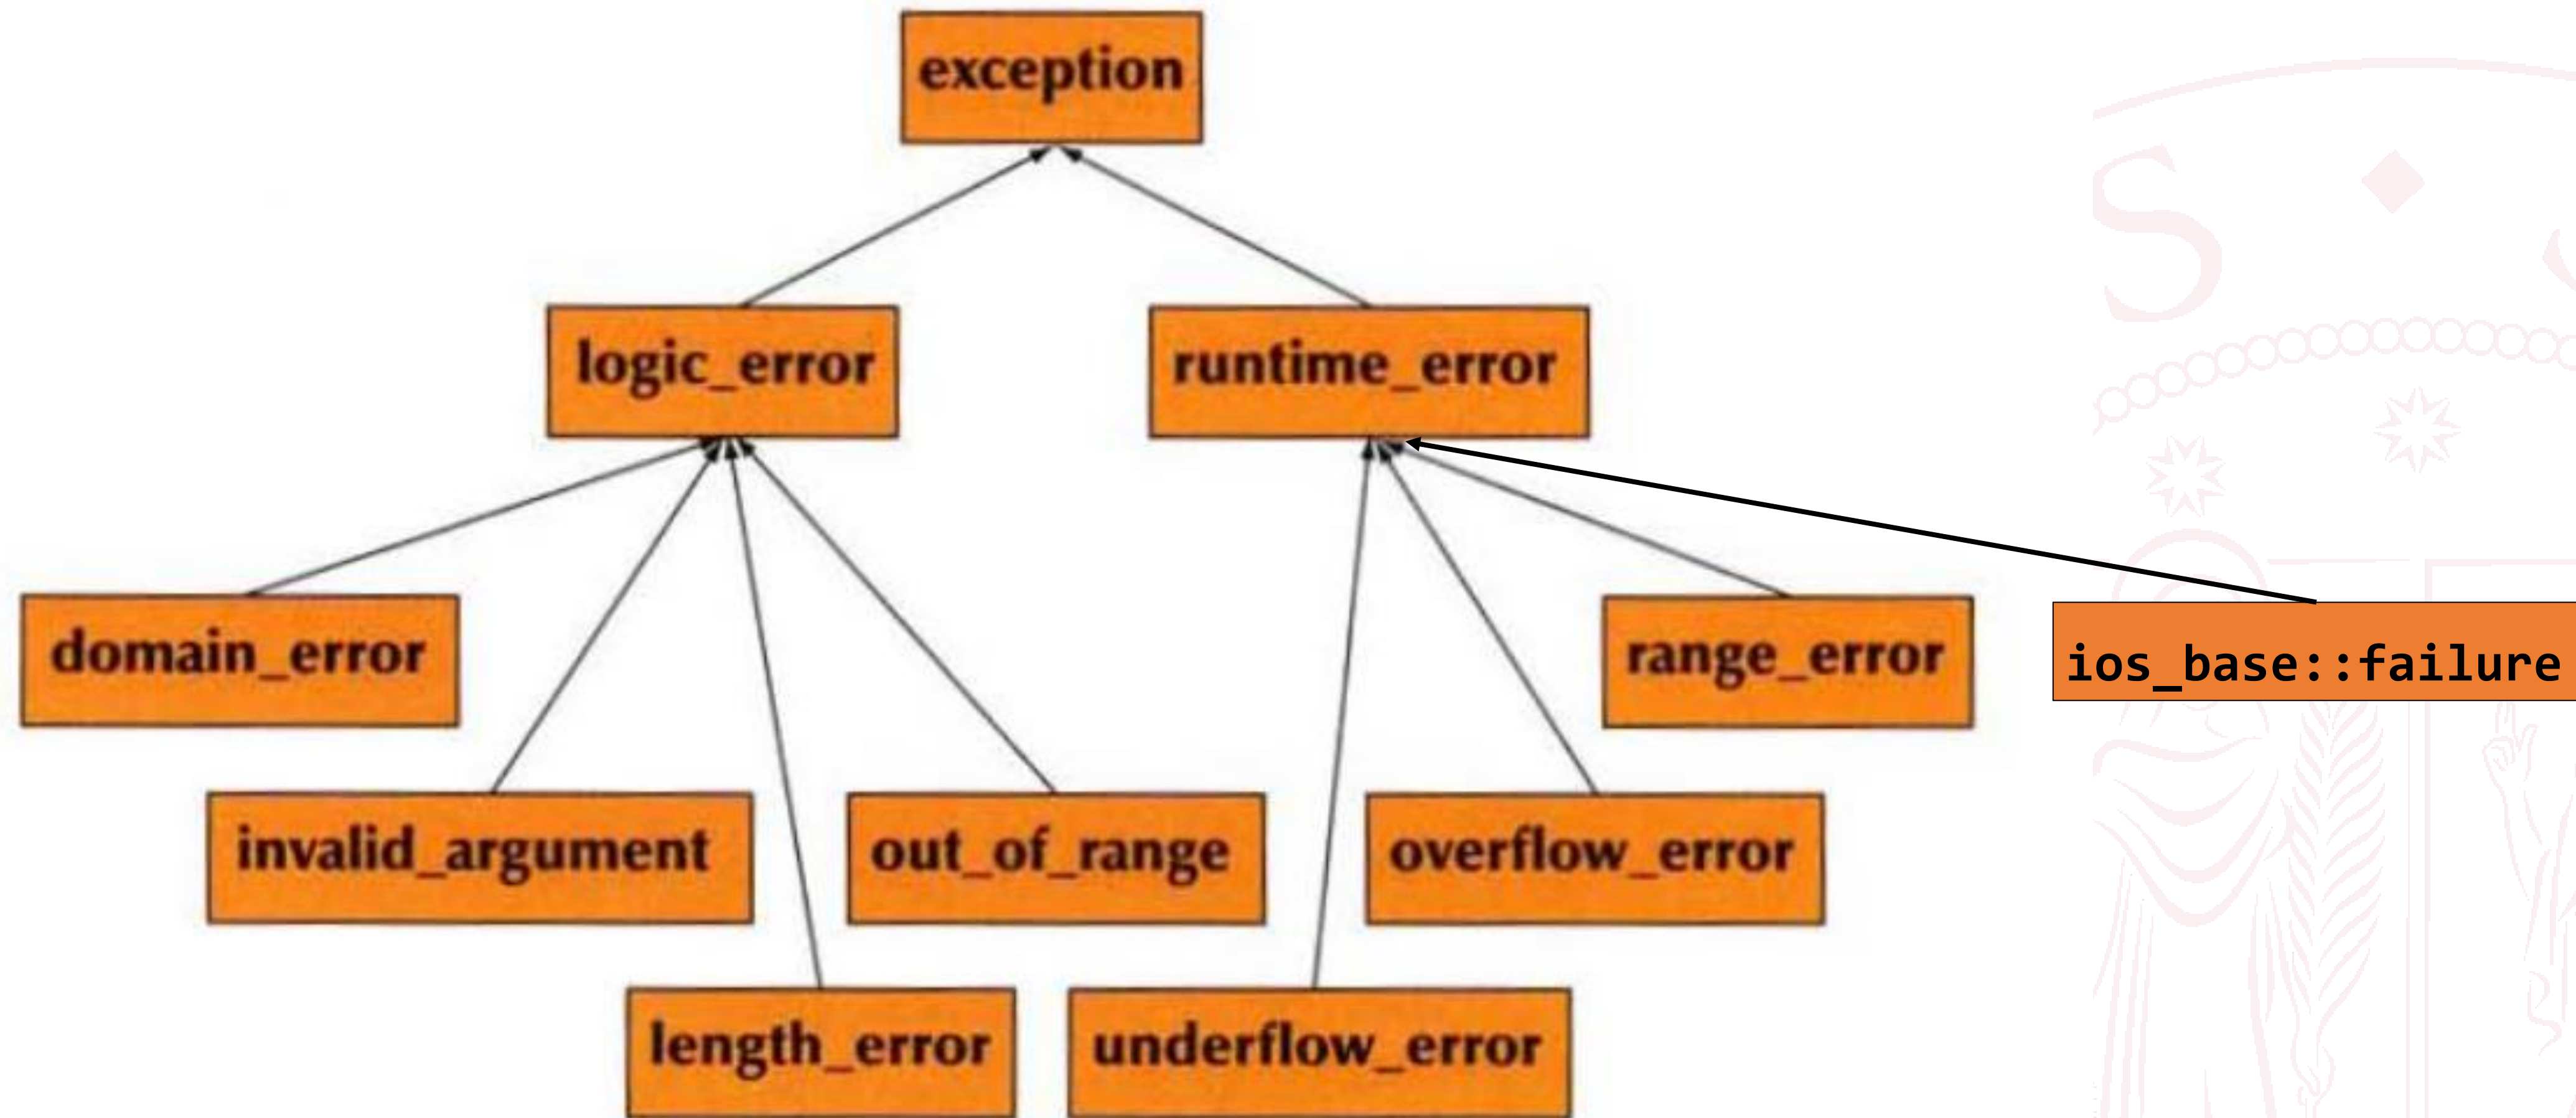 exception
logic_error
runtime_error
domain_error
range_error
ios_base::failure
invalid_argument
out_of_range
overflow_error
length_error
underflow_error
S